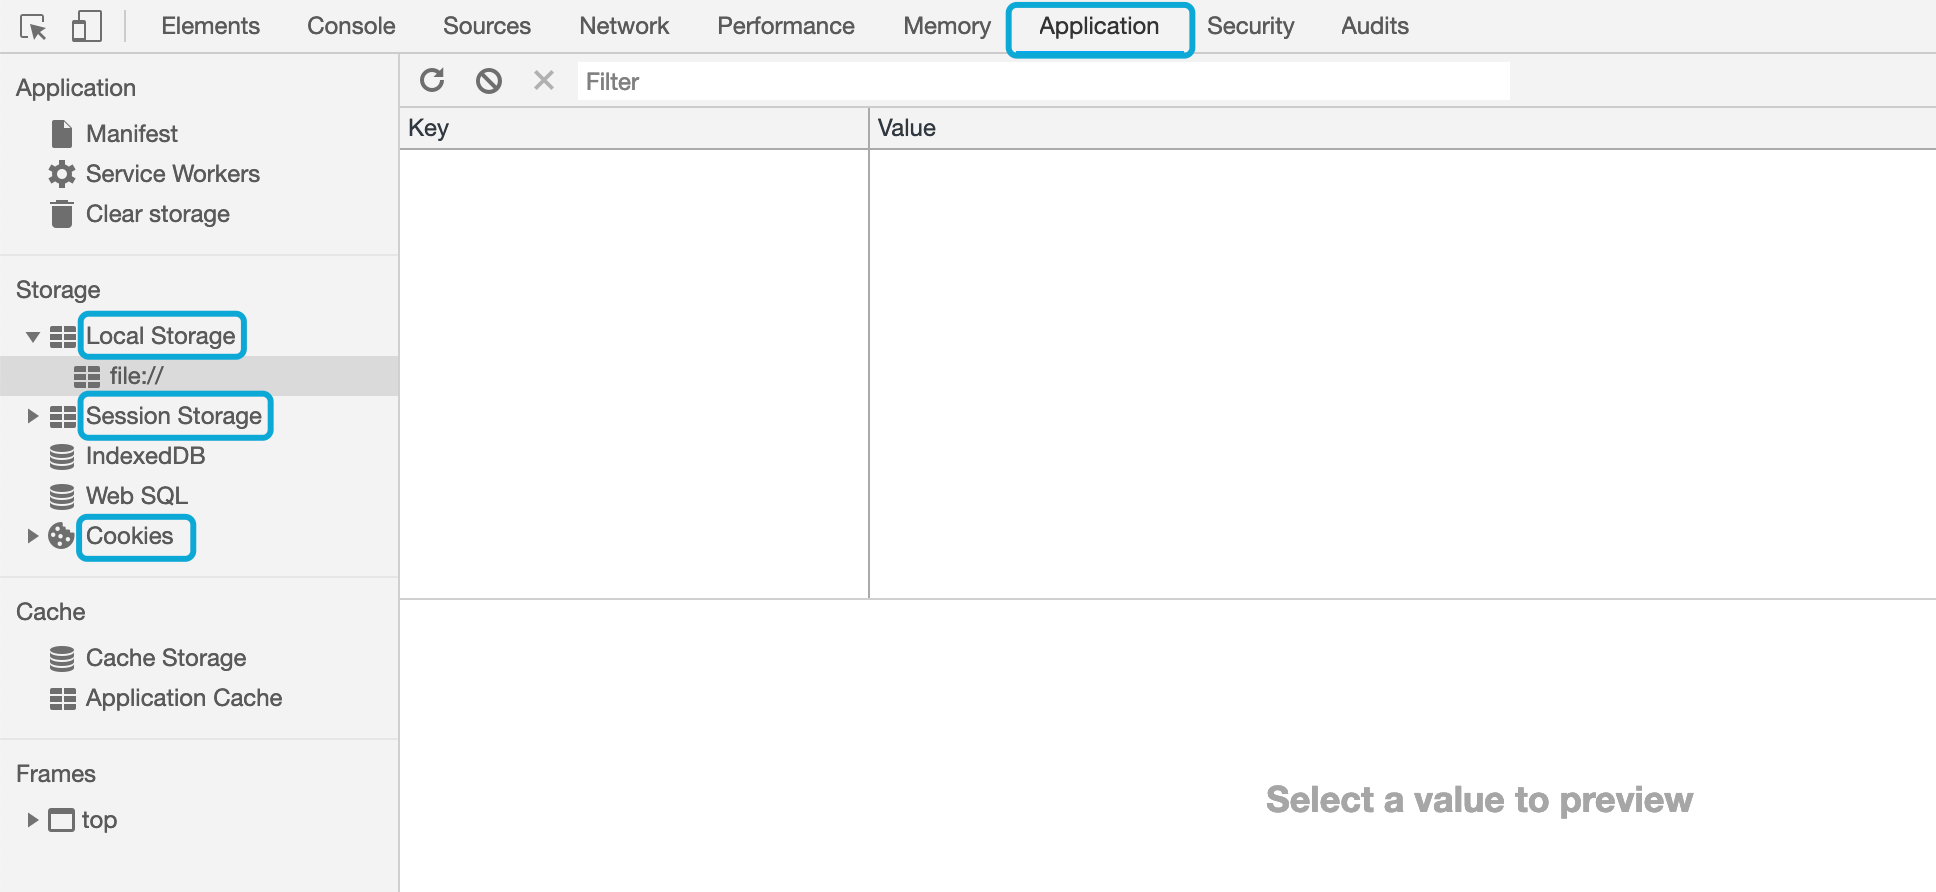 Elements Console Sources Network Performance Memory Application Security Audits
Application
Manifest
Service Workers
Clear storage
Storage
Local Storage
file://
Session Storage
IndexedDB
Web SQL
Cookies
Cache
Cache Storage
Application Cache
Frames
top
Filter
Key Value
Select a value to preview